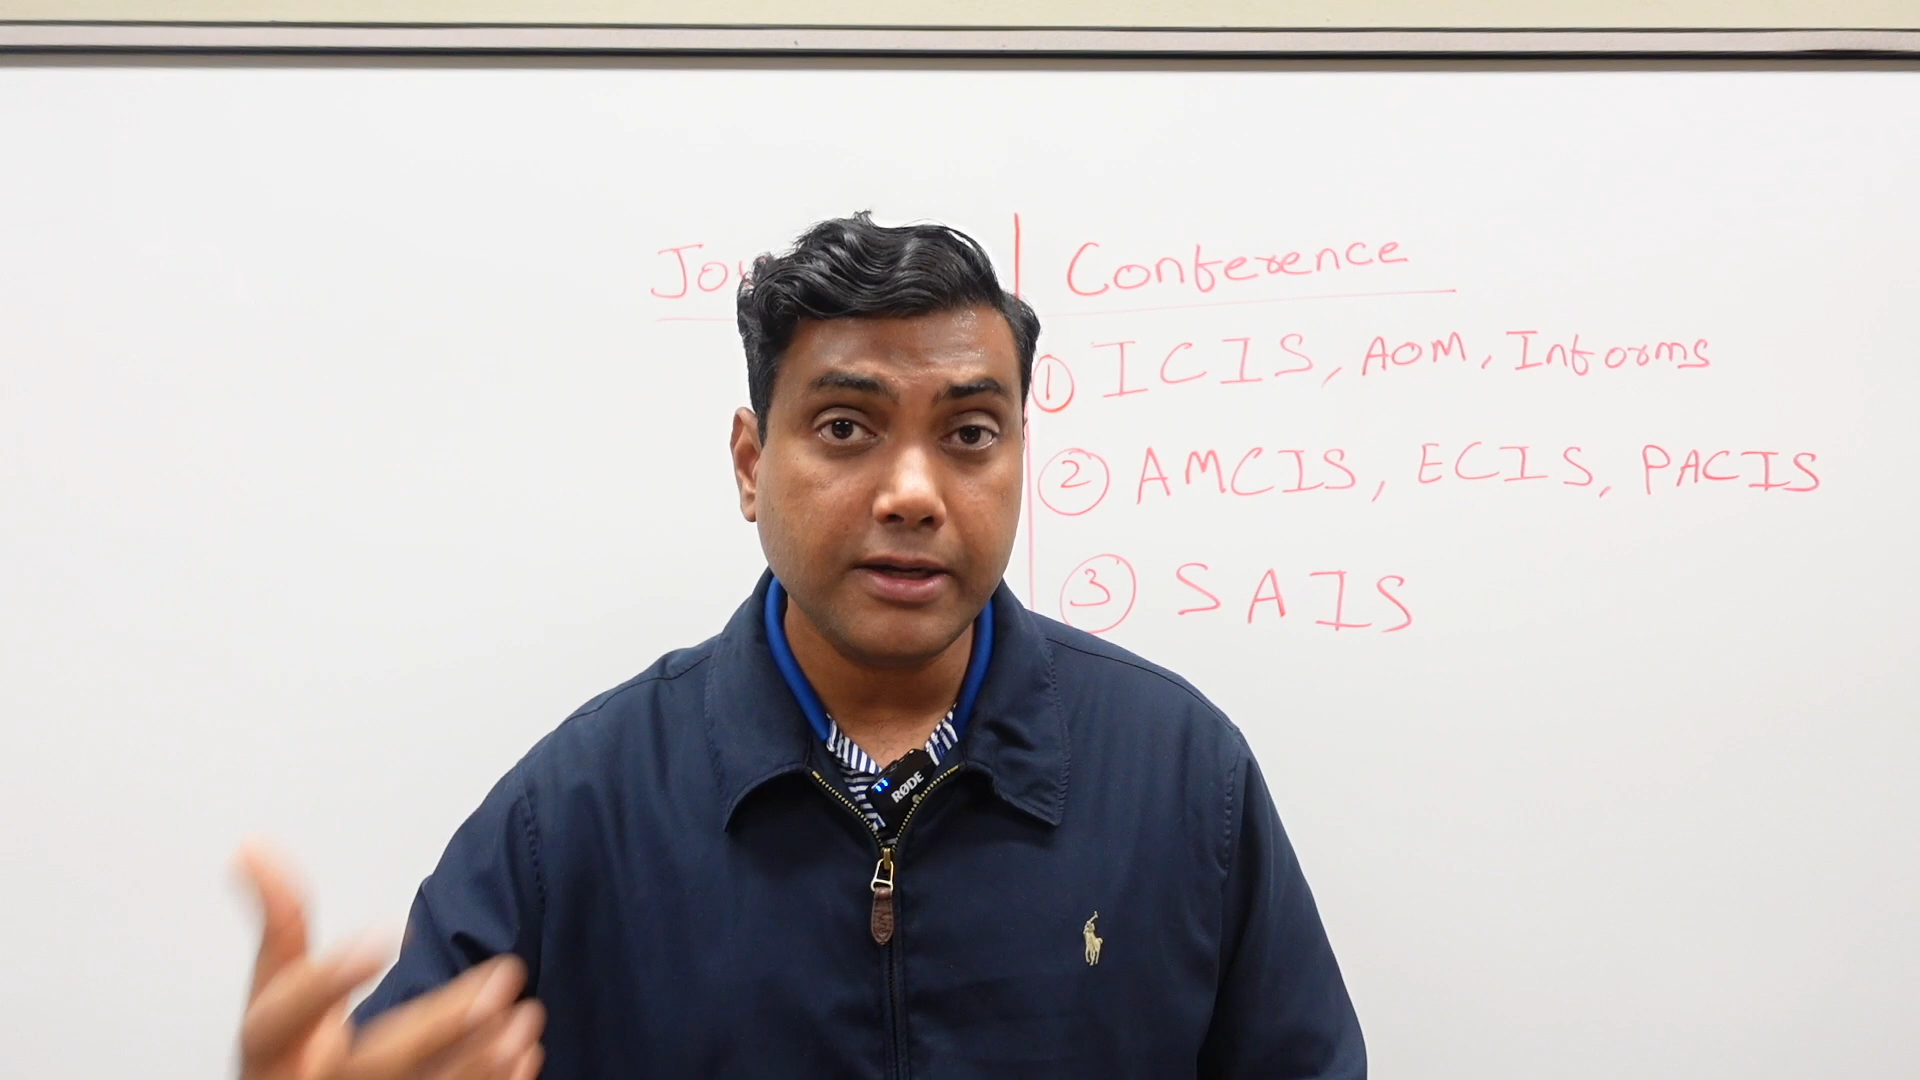 Conference
① ICIS, AOM, Informs
② AMCIS, ECIS, PACIS
③ SAIS
RØDE